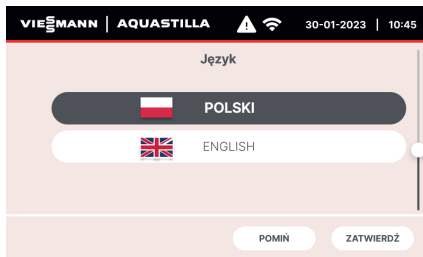 VIESMANN | AQUASTILLA 30-01-2023 | 10:45
Język
POLSKI
ENGLISH
POMIŃ ZATWIERDŹ